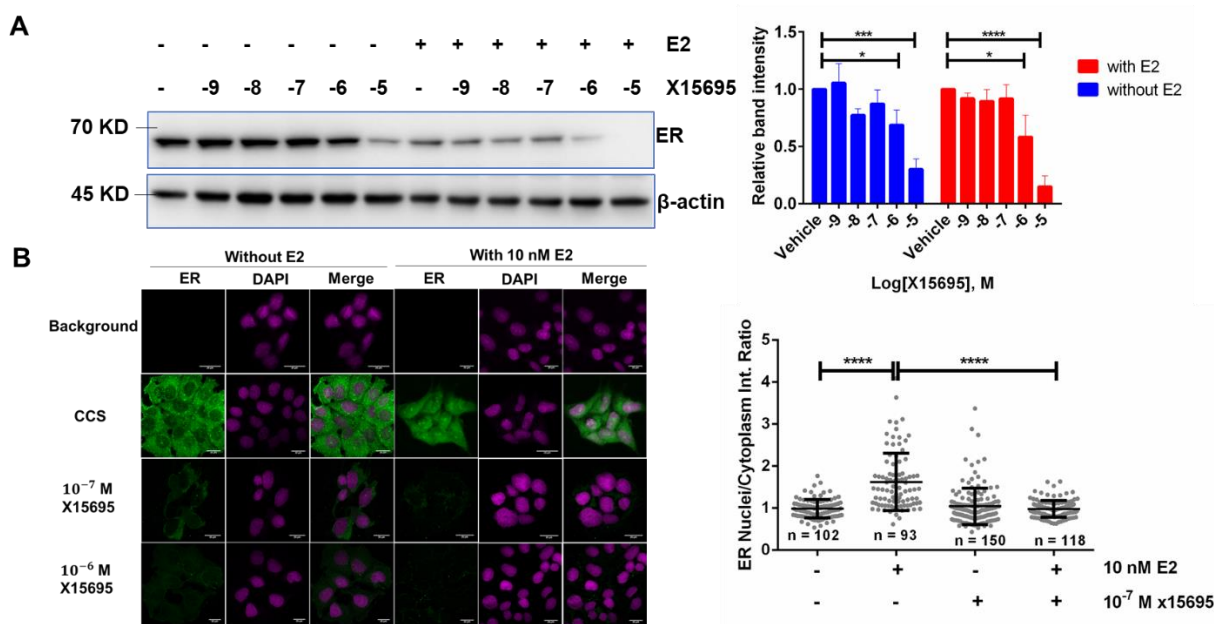 A
- - - - - - + + + + + + E2
- -9 -8 -7 -6 -5 - -9 -8 -7 -6 -5 X15695
70 KD
ER
45 KD
β-actin
Relative band intensity
1.5
1.0
0.5
0.0
***
*
****
*
with E2
without E2
Vehicle -9 -8 -7 -6 -5 Vehicle -9 -8 -7 -6 -5
Log[X15695], M
B
Without E2 With 10 nM E2
ER DAPI Merge ER DAPI Merge
Background
CCS
10⁻⁷ M
X15695
10⁻⁶ M
X15695
ER Nuclei/Cytoplasm Int. Ratio
5
4
3
2
1
0
**** ****
n = 102 n = 93 n = 150 n = 118
- + - + 10 nM E2
- - + + 10⁻⁷ M x15695